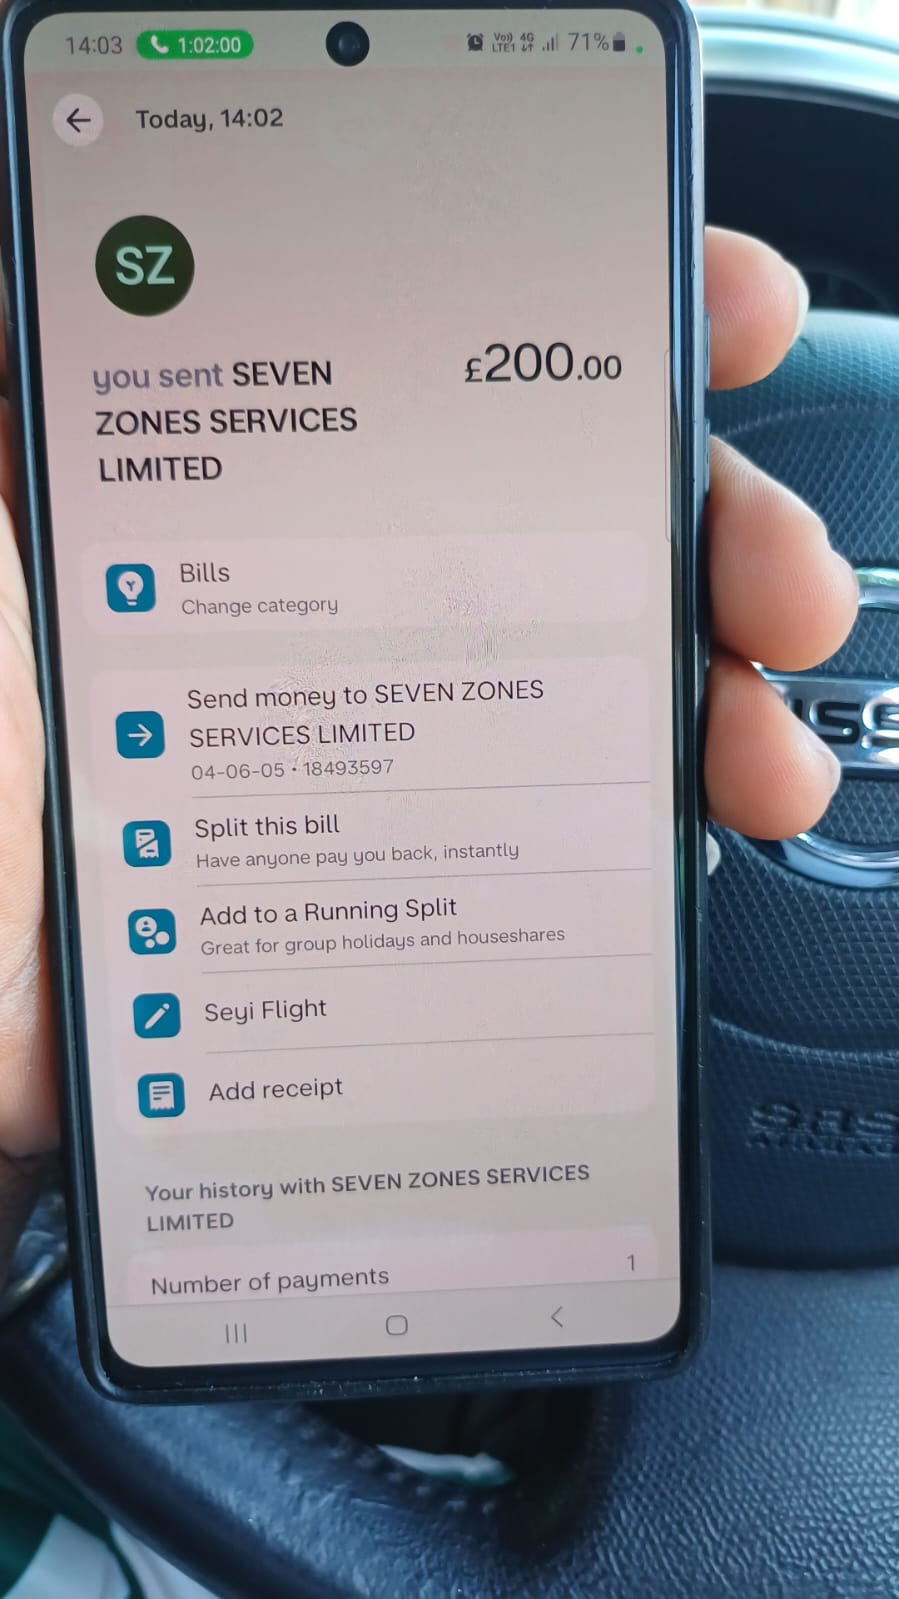 14:03 1:02:00 Vo)) 4G LTE1 71%
Today, 14:02
SZ
you sent SEVEN £200.00
ZONES SERVICES
LIMITED
Bills
Change category
Send money to SEVEN ZONES
SERVICES LIMITED
04-06-05 • 18493597
Split this bill
Have anyone pay you back, instantly
Add to a Running Split
Great for group holidays and houseshares
Seyi Flight
Add receipt
Your history with SEVEN ZONES SERVICES
LIMITED
Number of payments 1